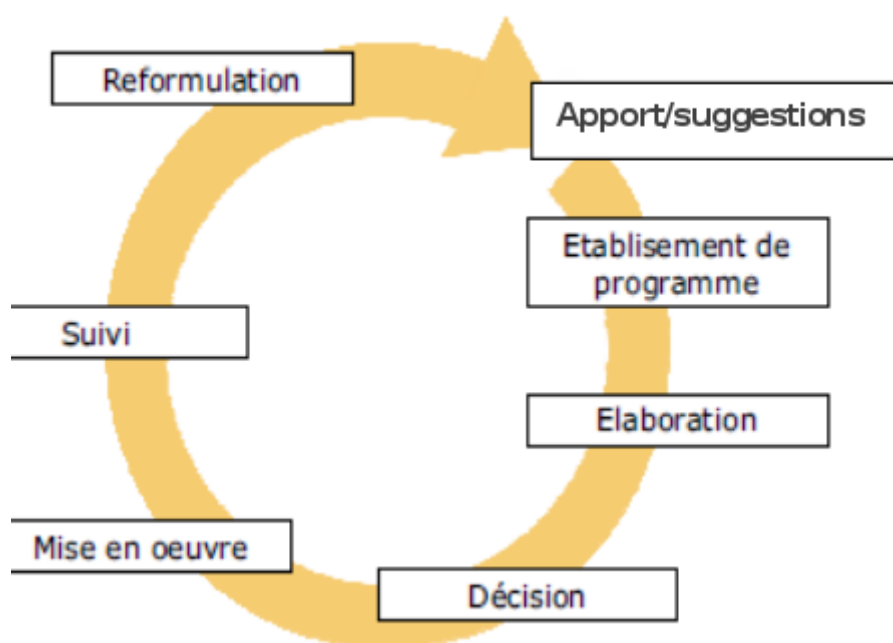 Reformulation
Apport/suggestions
Etablisement de
programme
Suivi
Elaboration
Mise en oeuvre
Décision